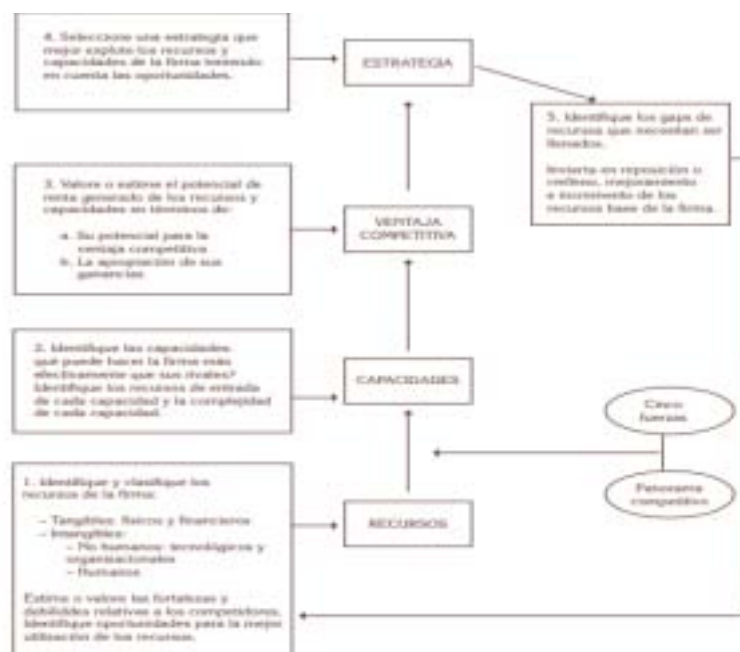 4. Seleccione una estrategia que
mejor explote los recursos y
capacidades de la firma teniendo
en cuenta las oportunidades.
ESTRATEGIA
5. Identifique los gaps de
recursos que necesitan ser
llenados.
Invierta en reposición o
relleno, mejoramiento
e incremento de los
recursos base de la firma.
3. Valore o estime el potencial de
renta generado de los recursos y
capacidades en términos de:
a. Su potencial para la
ventaja competitiva
b. La apropiación de sus
ganancias
VENTAJA
COMPETITIVA
2. Identifique las capacidades:
qué puede hacer la firma más
efectivamente que sus rivales?
Identifique los recursos de entrada
de cada capacidad y la complejidad
de cada capacidad.
CAPACIDADES
Cinco
fuerzas
Panorama
competitivo
1. Identifique y clasifique los
recursos de la firma:
– Tangibles: físicos y financieros
– Intangibles:
– No humanos: tecnológicos y
organizacionales
– Humanos
Estime o valore las fortalezas y
debilidades relativas a los competidores.
Identifique oportunidades para la mejor
utilización de los recursos.
RECURSOS